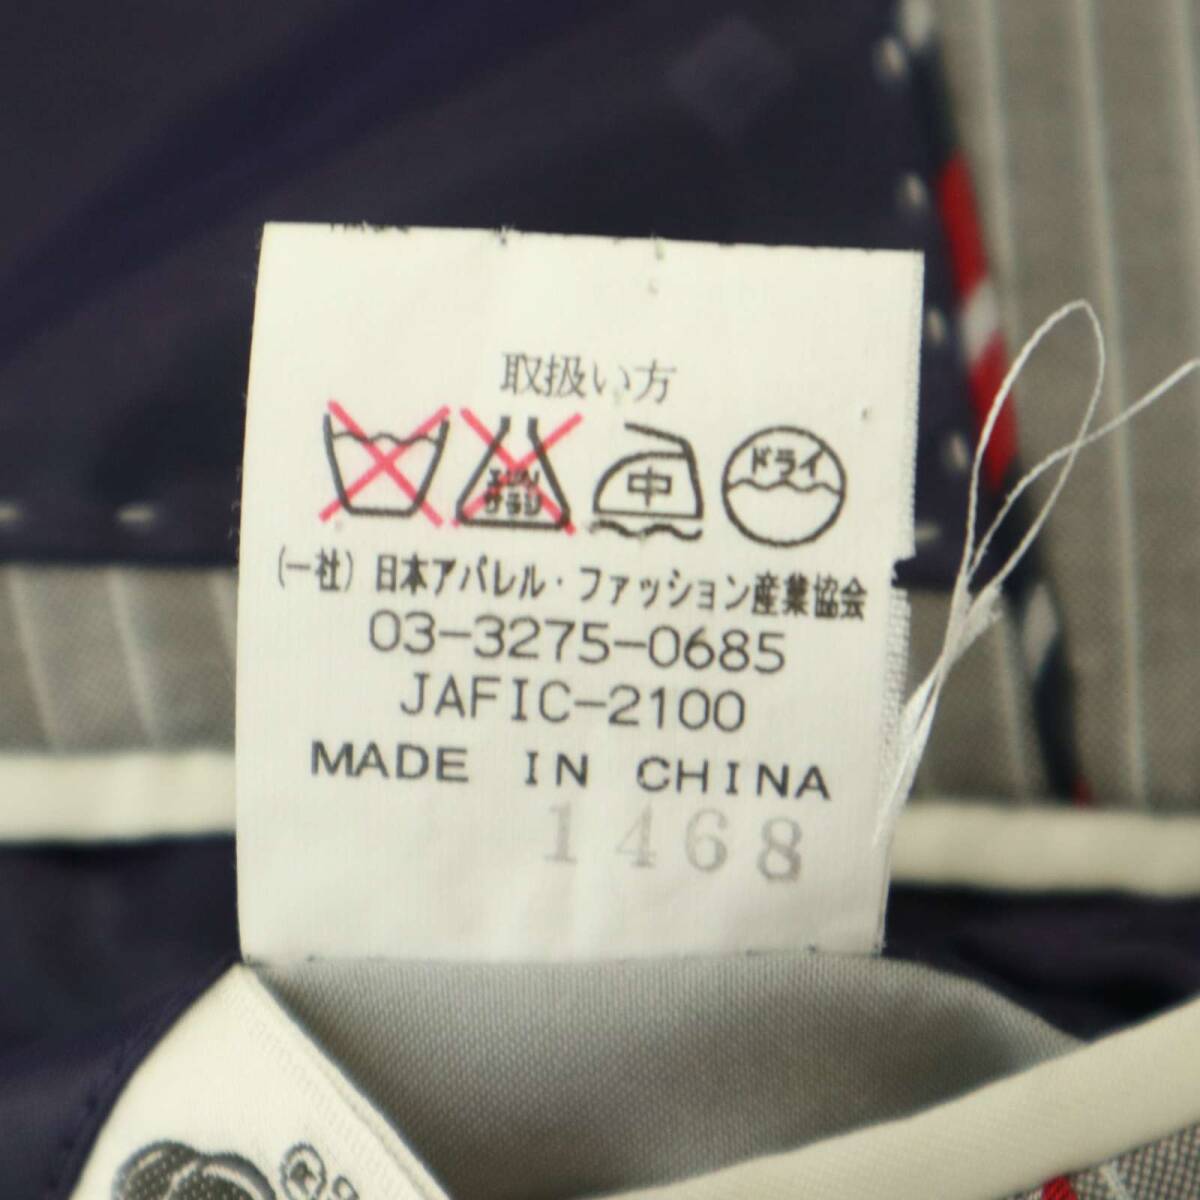 取扱い方
エンソ 中 ドライ
サラシ
(一社) 日本アパレル・ファッション産業協会
03-3275-0685
JAFIC-2100
MADE IN CHINA
1468